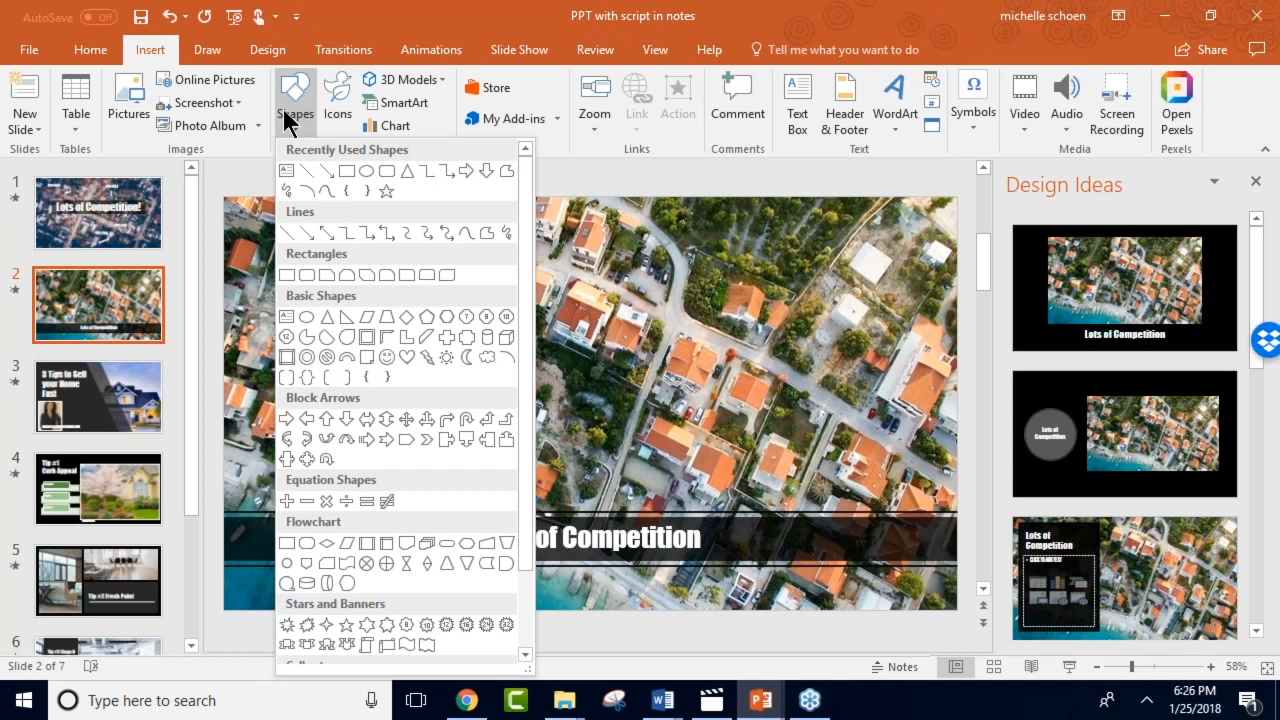 AutoSave Off
PPT with script in notes
michelle schoen
File Home Insert Draw Design Transitions Animations Slide Show Review View Help Tell me what you want to do
Share
New Slide
Table
Pictures
Online Pictures
Screenshot
Photo Album
Shapes
Icons
3D Models
SmartArt
Chart
Store
My Add-ins
Zoom
Link
Action
Comment
Text Box
Header & Footer
WordArt
Symbols
Video
Audio
Screen Recording
Open Pexels
Slides
Tables
Images
Links
Comments
Text
Media
Pexels
Recently Used Shapes
Lines
Rectangles
Basic Shapes
Block Arrows
Equation Shapes
Flowchart
Stars and Banners
1
Lots of Competition!
2
Lots of Competition
3
3 Tips to Sell
your Home
Fast
4
Tip #1
Curb Appeal
5
Tip #2 Fresh Paint
6
of Competition
Design Ideas
Lots of Competition
Lots of
Competition
Lots of
Competition
Slide 2 of 7
Notes
58%
Type here to search
6:26 PM
1/25/2018